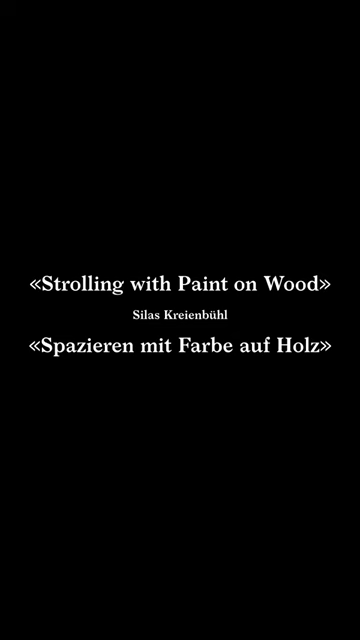 «Strolling with Paint on Wood»
Silas Kreienbühl
«Spazieren mit Farbe auf Holz»